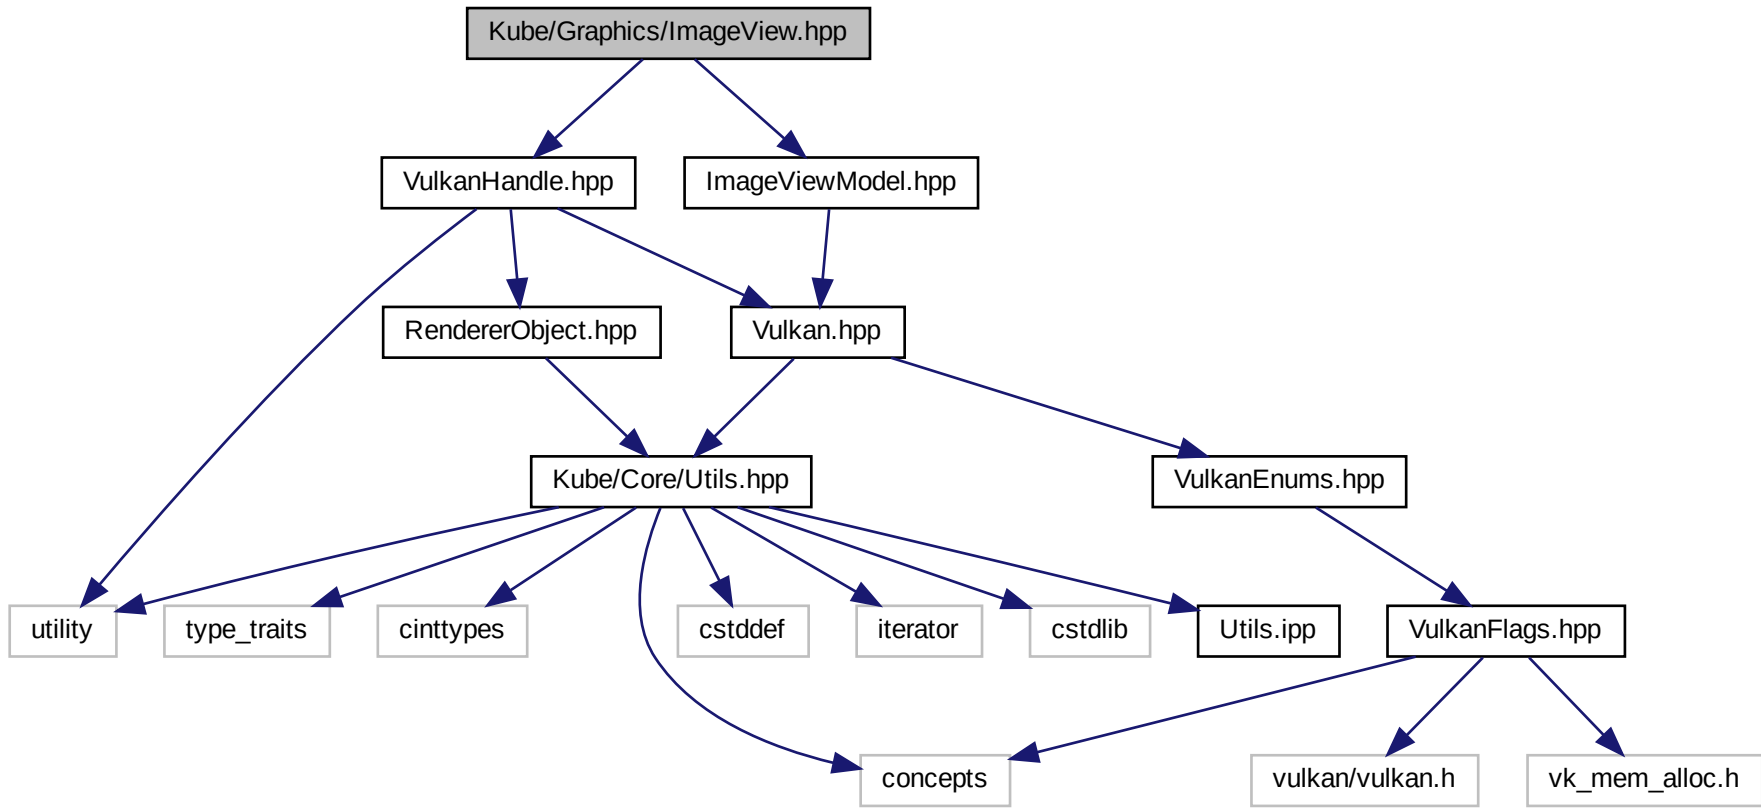 Kube/Graphics/ImageView.hpp
VulkanHandle.hpp
ImageViewModel.hpp
RendererObject.hpp
Vulkan.hpp
Kube/Core/Utils.hpp
VulkanEnums.hpp
utility
type_traits
cinttypes
cstddef
iterator
cstdlib
Utils.ipp
VulkanFlags.hpp
concepts
vulkan/vulkan.h
vk_mem_alloc.h